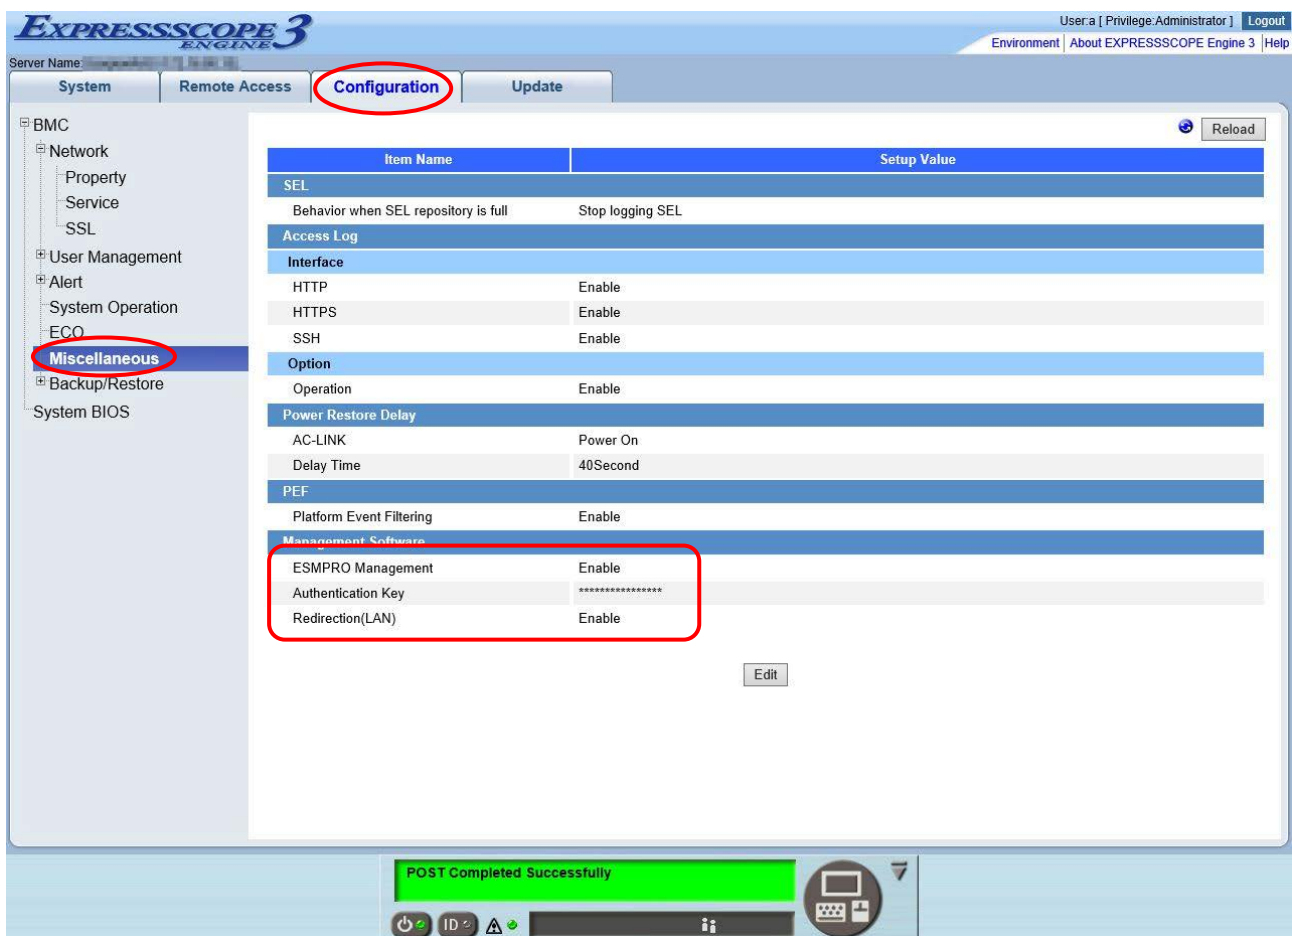 EXPRESSSCOPE
ENGINE 3
User:a [ Privilege:Administrator ] Logout
Environment About EXPRESSSCOPE Engine 3 Help
Server Name:
System Remote Access Configuration Update
BMC
Network
Property
Service
SSL
User Management
Alert
System Operation
ECO
Miscellaneous
Backup/Restore
System BIOS
Reload
Item Name Setup Value
SEL
Behavior when SEL repository is full Stop logging SEL
Access Log
Interface
HTTP Enable
HTTPS Enable
SSH Enable
Option
Operation Enable
Power Restore Delay
AC-LINK Power On
Delay Time 40Second
PEF
Platform Event Filtering Enable
Management Software
ESMPRO Management Enable
Authentication Key ****************
Redirection(LAN) Enable
Edit
POST Completed Successfully
ID